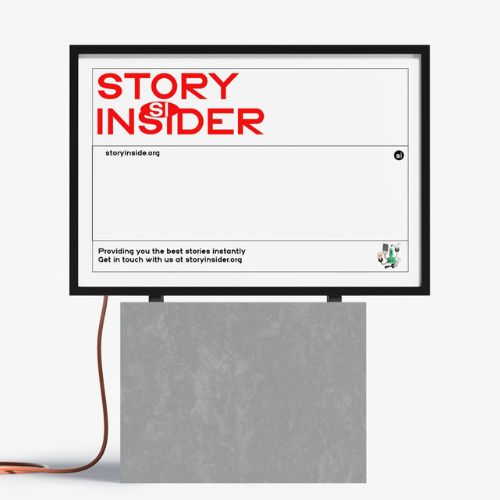 STORY
SI
INSIDER
storyinside.org
si
Providing you the best stories instantly
Get in touch with us at storyinsider.org